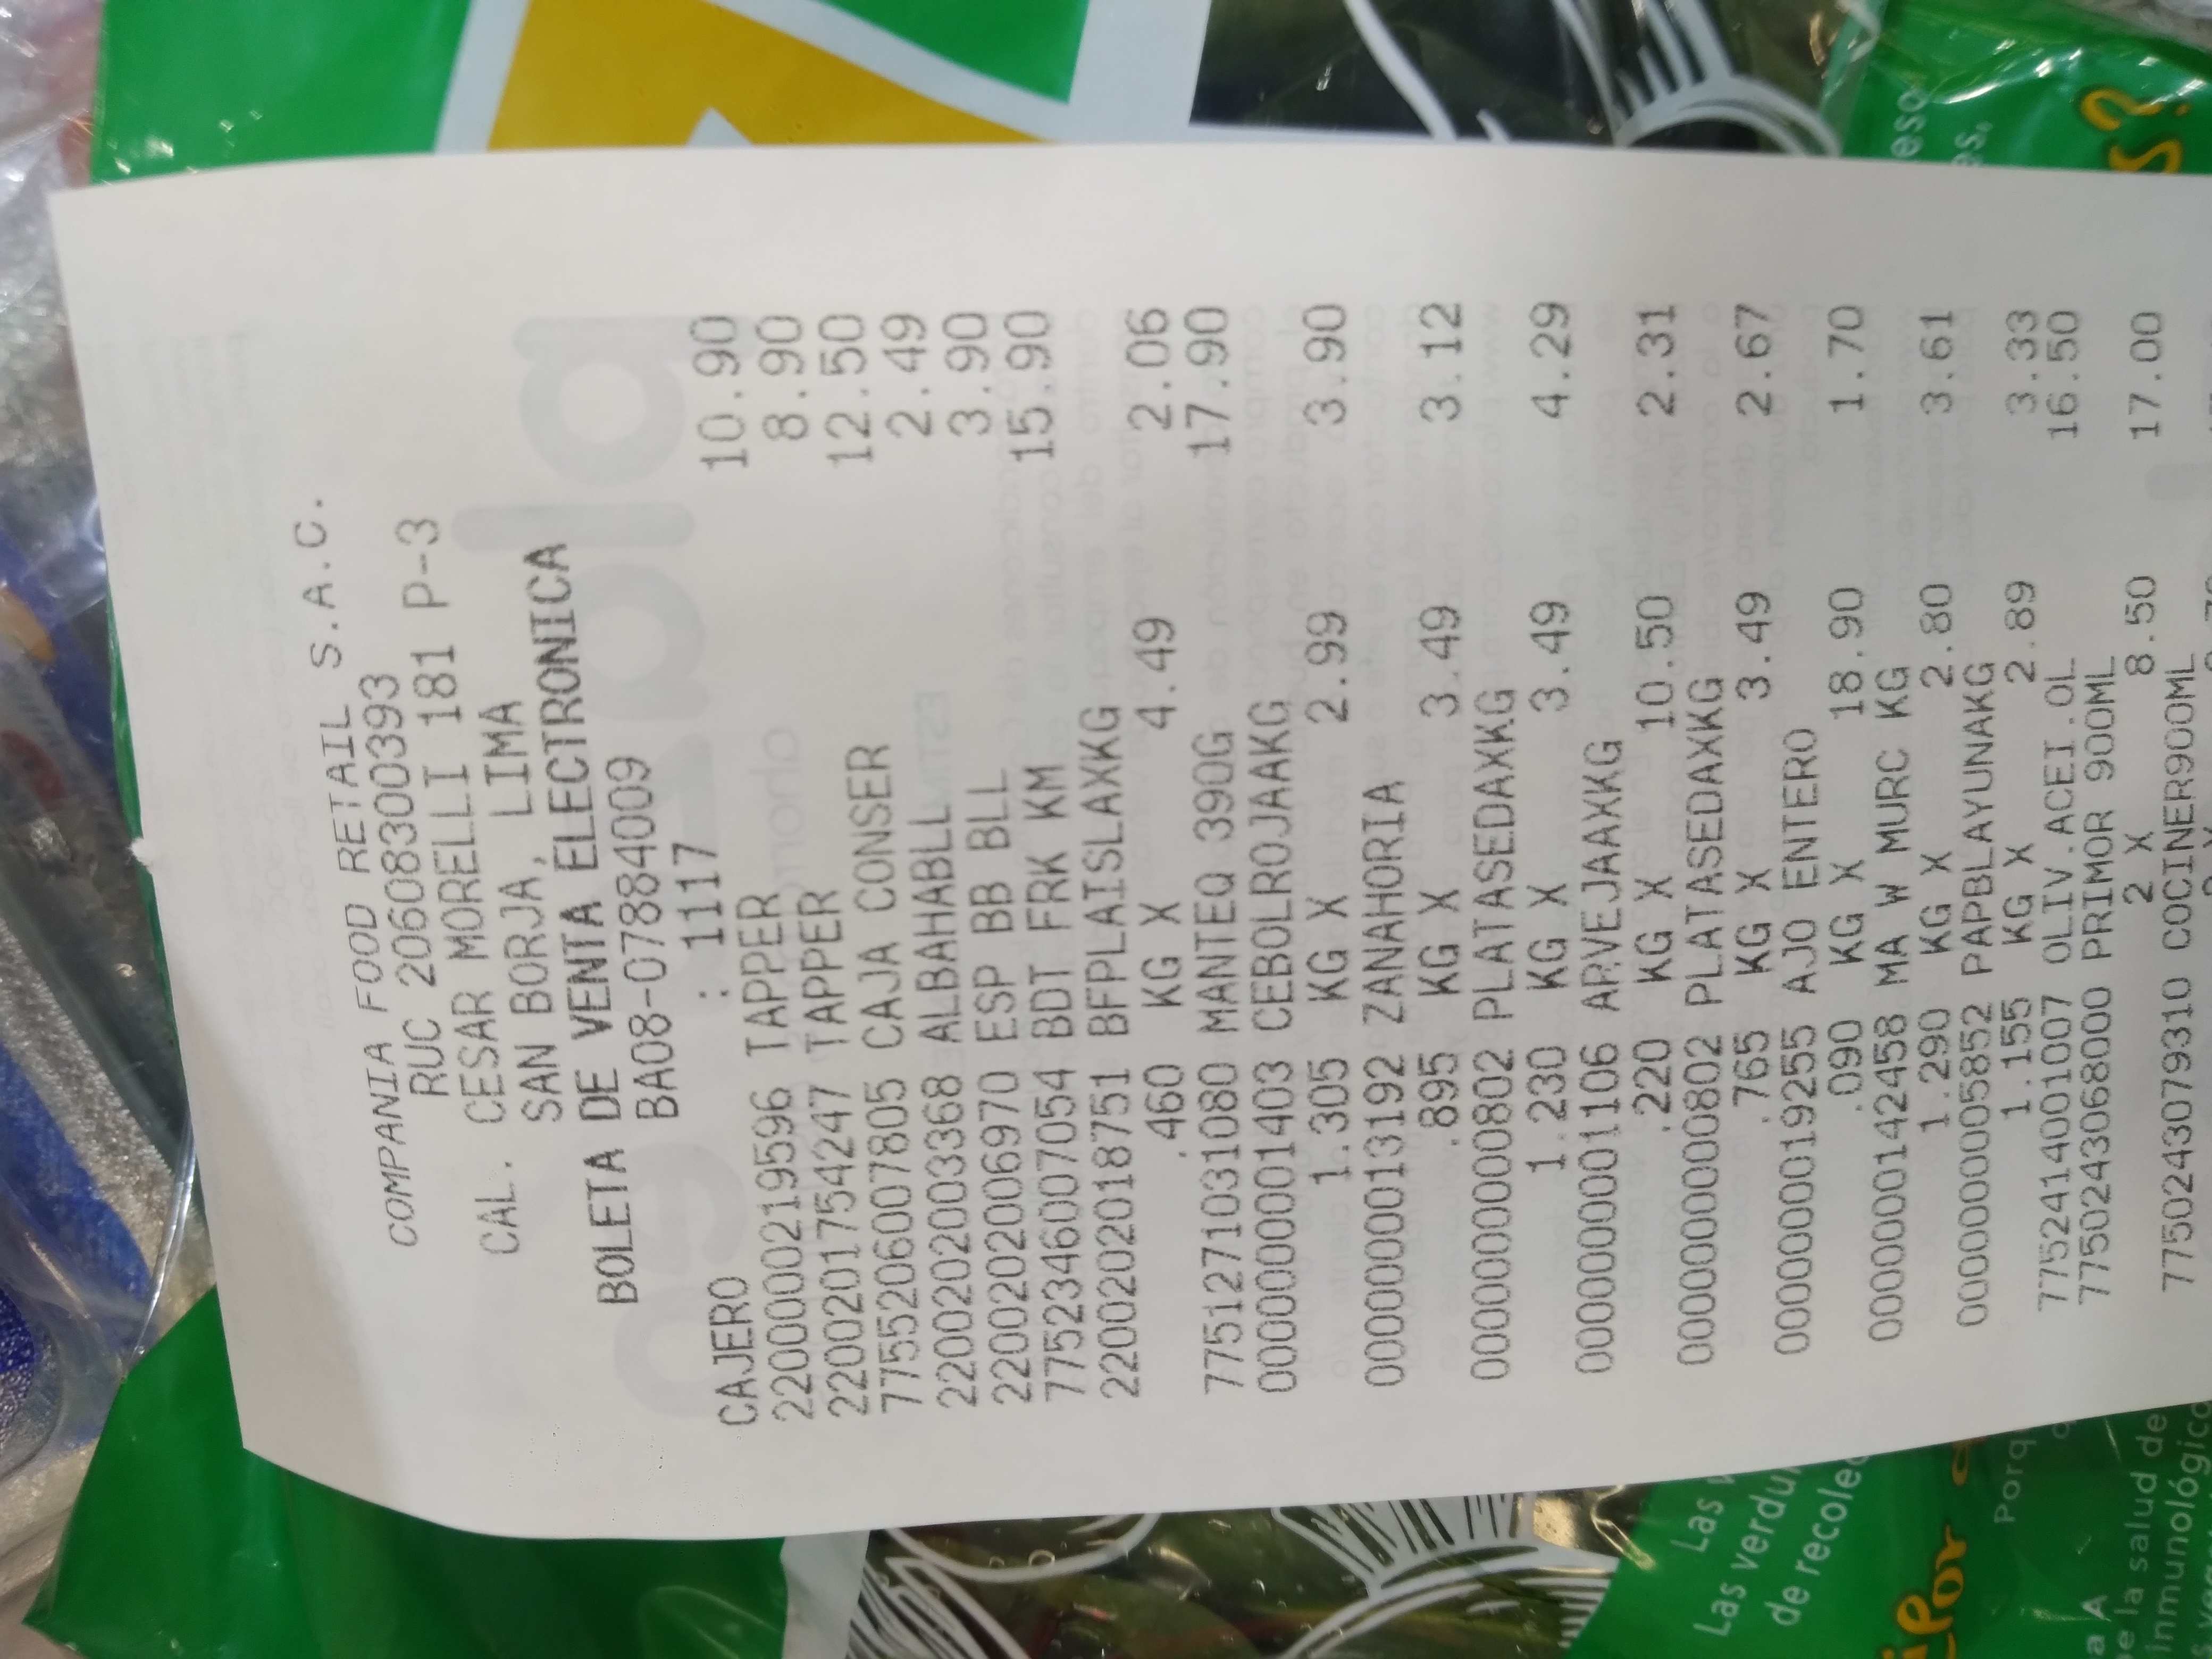 COMPANIA FOOD RETAIL S.A.C.
RUC 20608300393
CAL. CESAR MORELLI 181 P-3
SAN BORJA, LIMA
BOLETA DE VENTA ELECTRONICA
BA08-07884009
CAJERO : 1117
2200000219596 TAPPER 10.90
2200201754247 TAPPER 8.90
7755206007805 CAJA CONSER 12.50
2200202003368 ALBAHABLL 2.49
2200202006970 ESP BB BLL 3.90
7752346007054 BDT FRK KM 15.90
2200202018751 BFPLAISLAXKG
.460 KG X 4.49 2.06
7751271031080 MANTEQ 390G 17.90
0000000001403 CEBOLROJAAKG
1.305 KG X 2.99 3.90
0000000013192 ZANAHORIA
.895 KG X 3.49 3.12
0000000000802 PLATASEDAXKG
1.230 KG X 3.49 4.29
0000000001106 ARVEJAAXKG
.220 KG X 10.50 2.31
0000000000802 PLATASEDAXKG
.765 KG X 3.49 2.67
0000000019255 AJO ENTERO
.090 KG X 18.90 1.70
0000000142458 MA W MURC KG
1.290 KG X 2.80 3.61
0000000005852 PAPBLAYUNAKG
1.155 KG X 2.89 3.33
7752414001007 OLIV.ACEI.OL 16.50
7750243068000 PRIMOR 900ML
2 X 8.50 17.00
7750243079310 COCINER900ML
Las
Las
de
la salud de